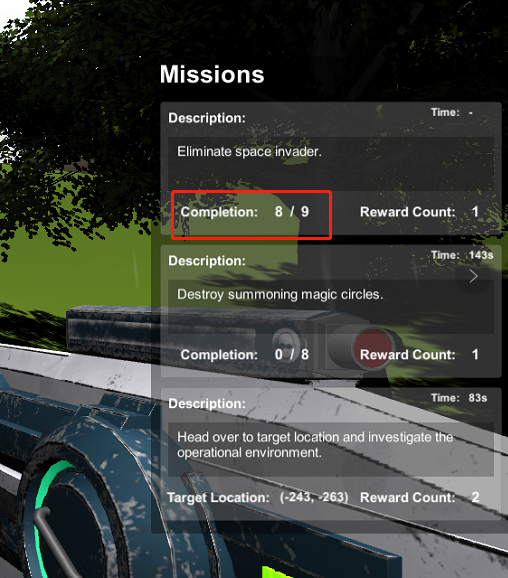 Missions
Description:
Time: -
Eliminate space invader.
Completion: 8 / 9
Reward Count: 1
Description:
Time: 143s
Destroy summoning magic circles.
Completion: 0 / 8
Reward Count: 1
Description:
Time: 83s
Head over to target location and investigate the
operational environment.
Target Location: (-243, -263)
Reward Count: 2